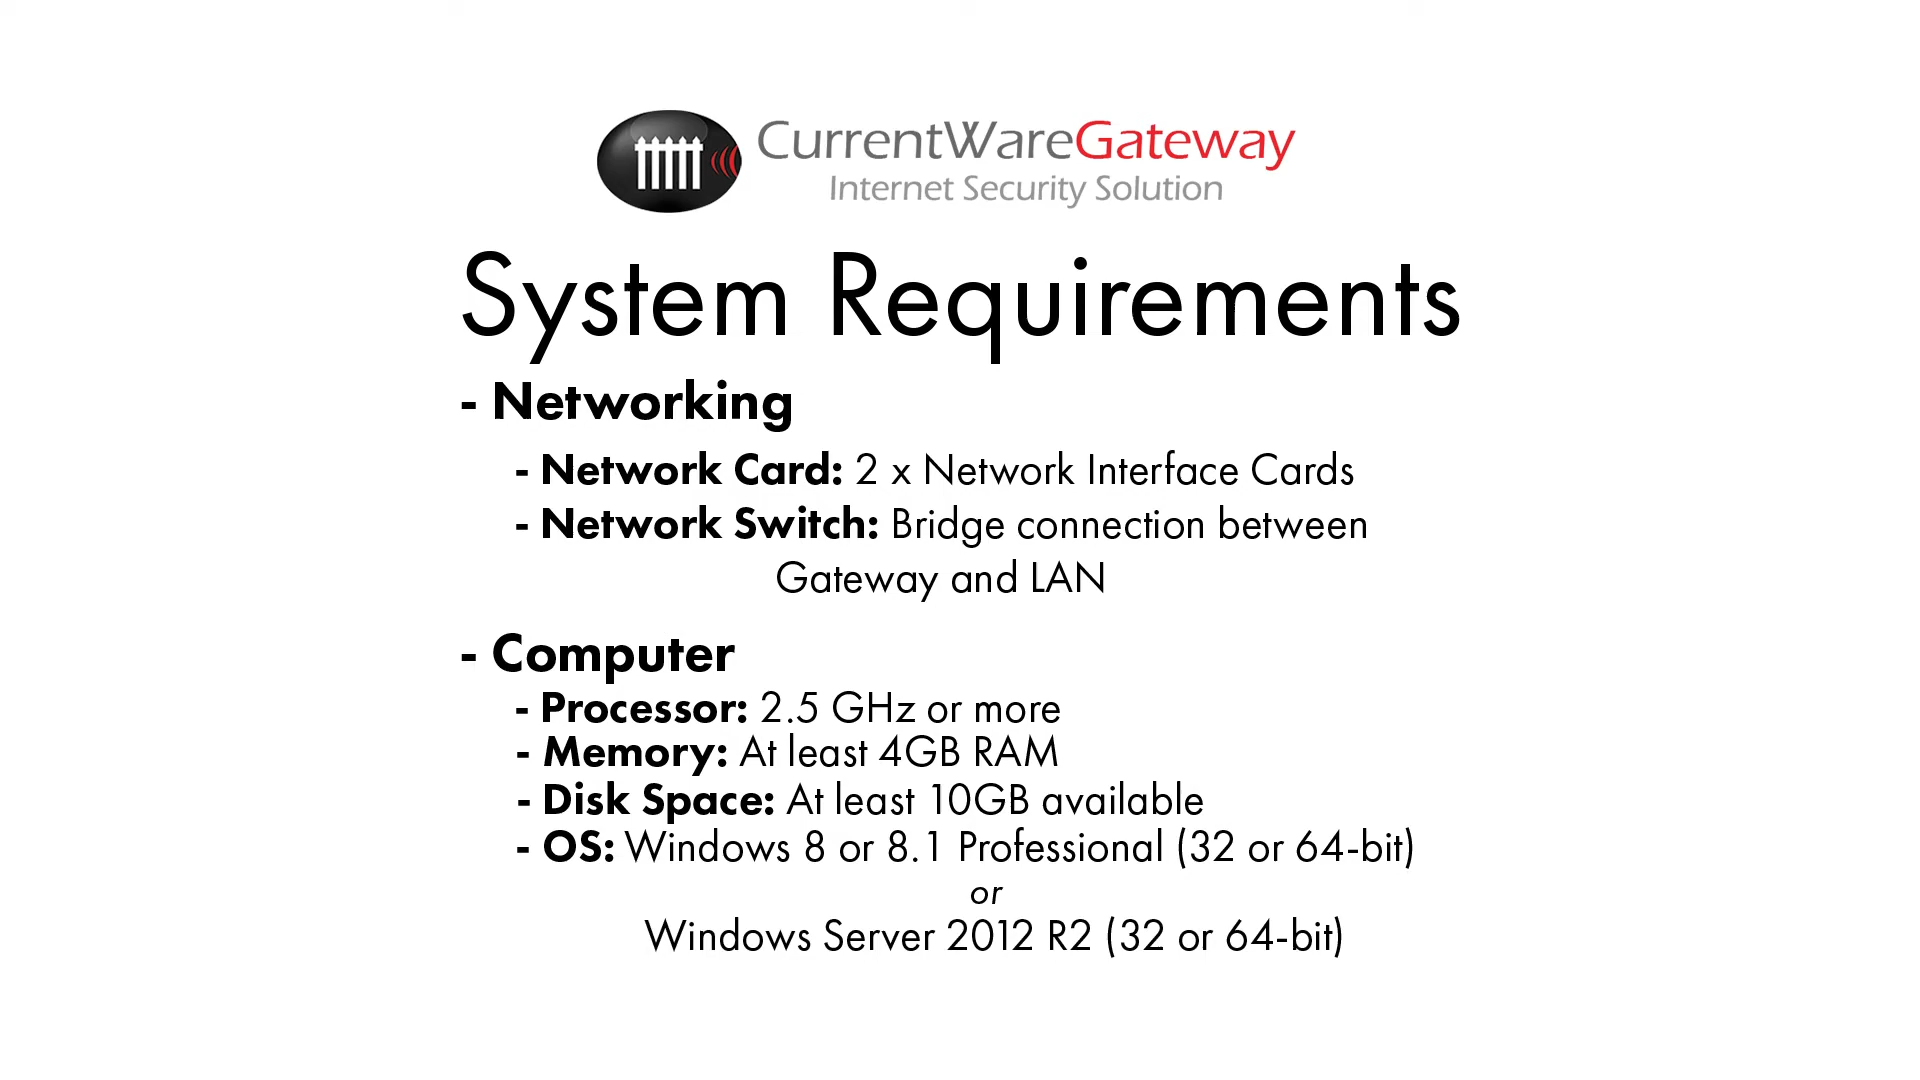 CurrentWareGateway
Internet Security Solution
System Requirements
- Networking
- Network Card: 2 x Network Interface Cards
- Network Switch: Bridge connection between
Gateway and LAN
- Computer
- Processor: 2.5 GHz or more
- Memory: At least 4GB RAM
- Disk Space: At least 10GB available
- OS: Windows 8 or 8.1 Professional (32 or 64-bit)
or
Windows Server 2012 R2 (32 or 64-bit)